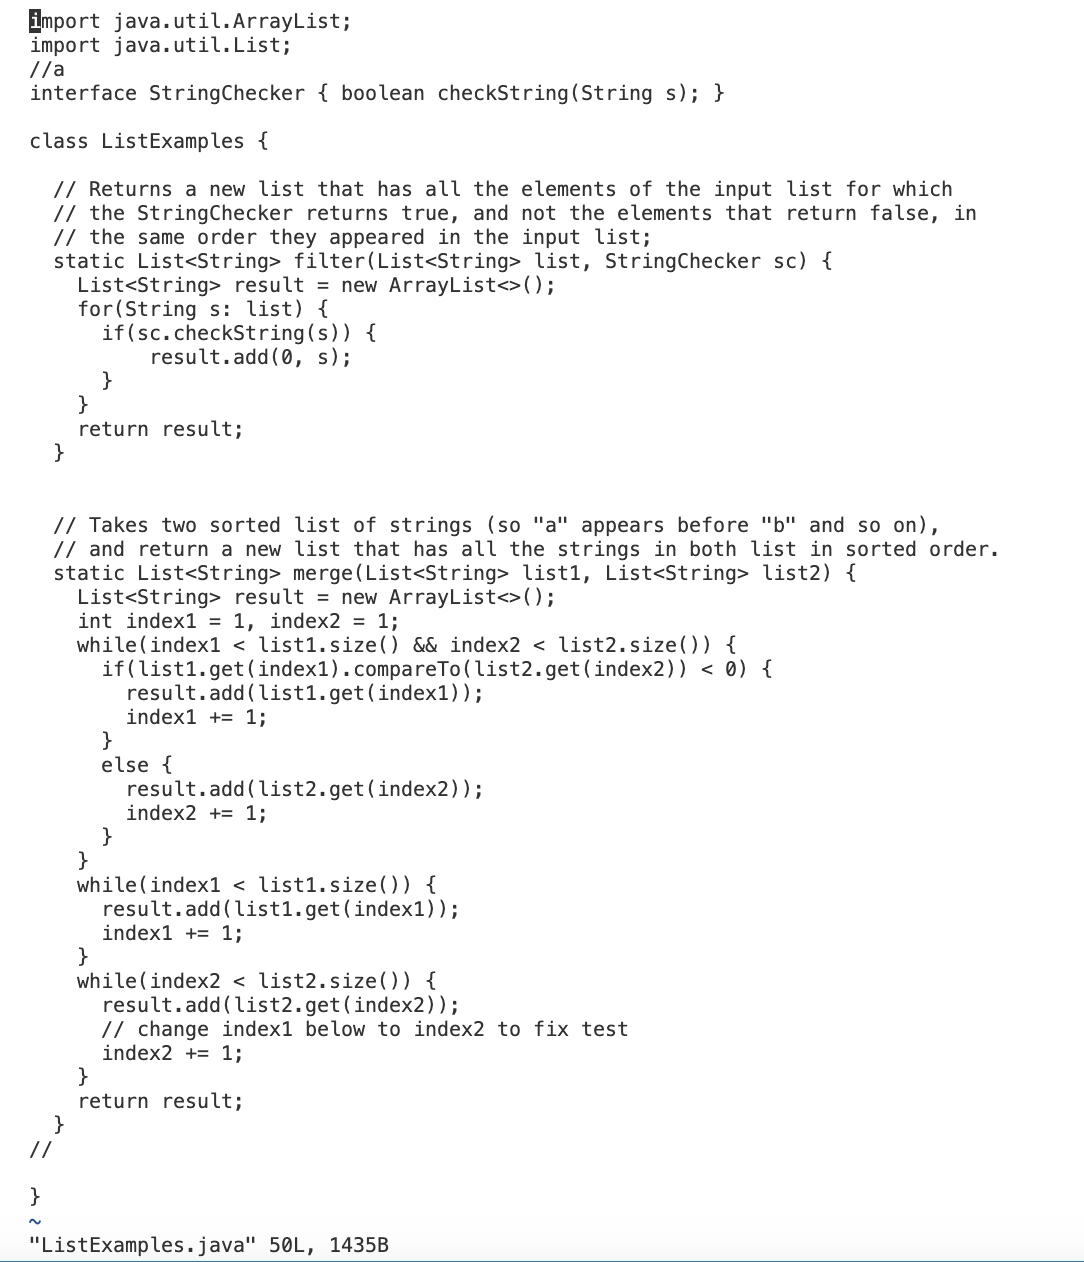 import java.util.ArrayList;
import java.util.List;
//a
interface StringChecker { boolean checkString(String s); }

class ListExamples {

  // Returns a new list that has all the elements of the input list for which
  // the StringChecker returns true, and not the elements that return false, in
  // the same order they appeared in the input list;
  static List<String> filter(List<String> list, StringChecker sc) {
    List<String> result = new ArrayList<>();
    for(String s: list) {
      if(sc.checkString(s)) {
          result.add(0, s);
      }
    }
    return result;
  }


  // Takes two sorted list of strings (so "a" appears before "b" and so on),
  // and return a new list that has all the strings in both list in sorted order.
  static List<String> merge(List<String> list1, List<String> list2) {
    List<String> result = new ArrayList<>();
    int index1 = 1, index2 = 1;
    while(index1 < list1.size() && index2 < list2.size()) {
      if(list1.get(index1).compareTo(list2.get(index2)) < 0) {
        result.add(list1.get(index1));
        index1 += 1;
      }
      else {
        result.add(list2.get(index2));
        index2 += 1;
      }
    }
    while(index1 < list1.size()) {
      result.add(list1.get(index1));
      index1 += 1;
    }
    while(index2 < list2.size()) {
      result.add(list2.get(index2));
      // change index1 below to index2 to fix test
      index2 += 1;
    }
    return result;
  }
//

}
~
"ListExamples.java" 50L, 1435B